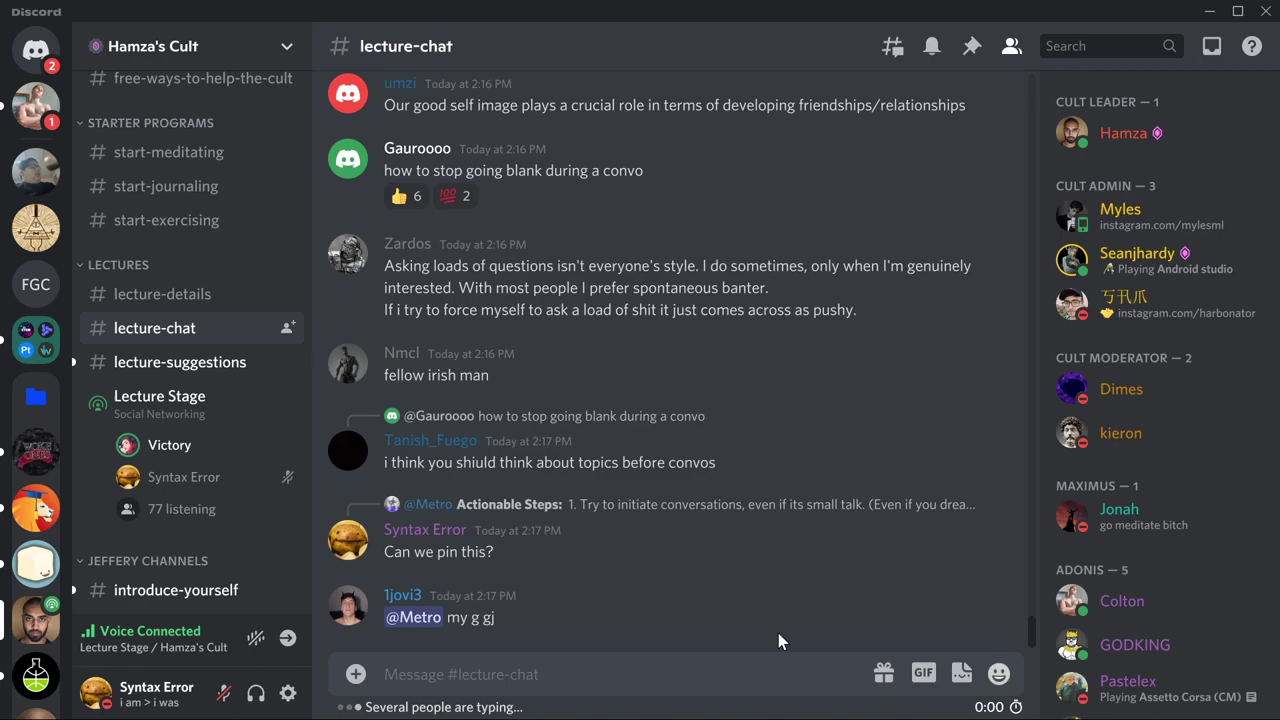 Discord
2
1
FGC
Hamza's Cult
free-ways-to-help-the-cult
STARTER PROGRAMS
# start-meditating
# start-journaling
# start-exercising
LECTURES
# lecture-details
# lecture-chat
# lecture-suggestions
Lecture Stage
Social Networking
Victory
Syntax Error
77 listening
JEFFERY CHANNELS
# introduce-yourself
Voice Connected
Lecture Stage / Hamza's Cult
Syntax Error
i am > i was
# lecture-chat
Search
umzi Today at 2:16 PM
Our good self image plays a crucial role in terms of developing friendships/relationships
Gauroooo Today at 2:16 PM
how to stop going blank during a convo
👍 6 💯 2
Zardos Today at 2:16 PM
Asking loads of questions isn't everyone's style. I do sometimes, only when I'm genuinely
interested. With most people I prefer spontaneous banter.
If i try to force myself to ask a load of shit it just comes across as pushy.
Nmcl Today at 2:16 PM
fellow irish man
@Gauroooo how to stop going blank during a convo
Tanish_Fuego Today at 2:17 PM
i think you shiuld think about topics before convos
@Metro Actionable Steps: 1. Try to initiate conversations, even if its small talk. (Even if you drea...
Syntax Error Today at 2:17 PM
Can we pin this?
1jovi3 Today at 2:17 PM
@Metro my g gj
Message #lecture-chat
GIF
Several people are typing...
0:00
CULT LEADER — 1
Hamza
CULT ADMIN — 3
Myles
instagram.com/mylesml
Seanjhardy
Playing Android studio
instagram.com/harbonator
CULT MODERATOR — 2
Dimes
kieron
MAXIMUS — 1
Jonah
go meditate bitch
ADONIS — 5
Colton
GODKING
Pastelex
Playing Assetto Corsa (CM)